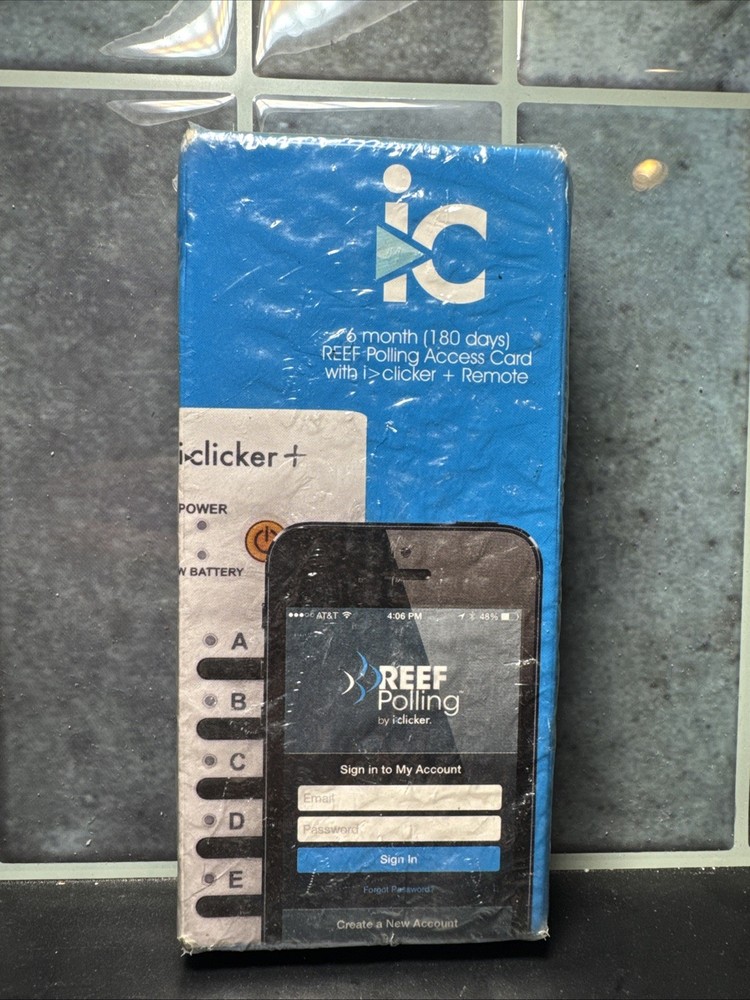 ic
6 month (180 days)
REEF Polling Access Card
with i>clicker + Remote
i>clicker+
POWER
W BATTERY
A
B
C
D
E
AT&T 4:06 PM 48%
REEF
Polling
by i>clicker.
Sign in to My Account
Email
Password
Sign In
Forgot Password?
Create a New Account